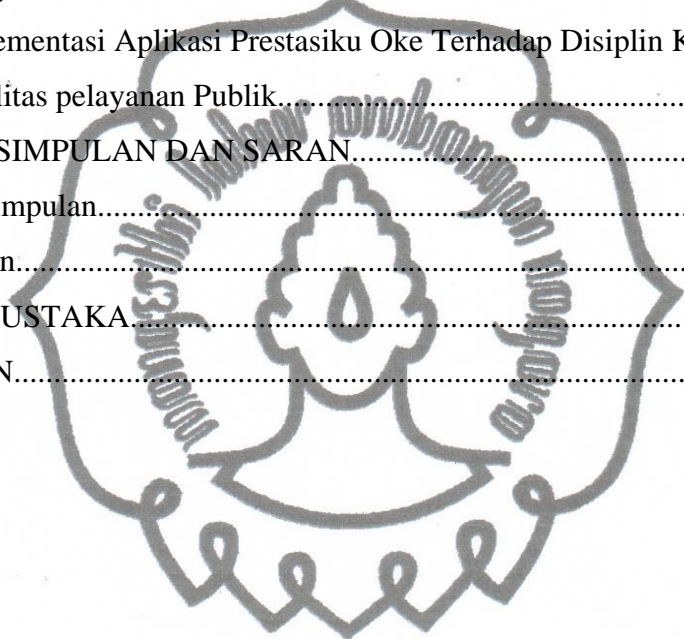 ementasi Aplikasi Prestasiku Oke Terhadap Disiplin K
litas pelayanan Publik................................................
SIMPULAN DAN SARAN................................................
mpulan................................................
n................................................
USTAKA................................................
N................................................